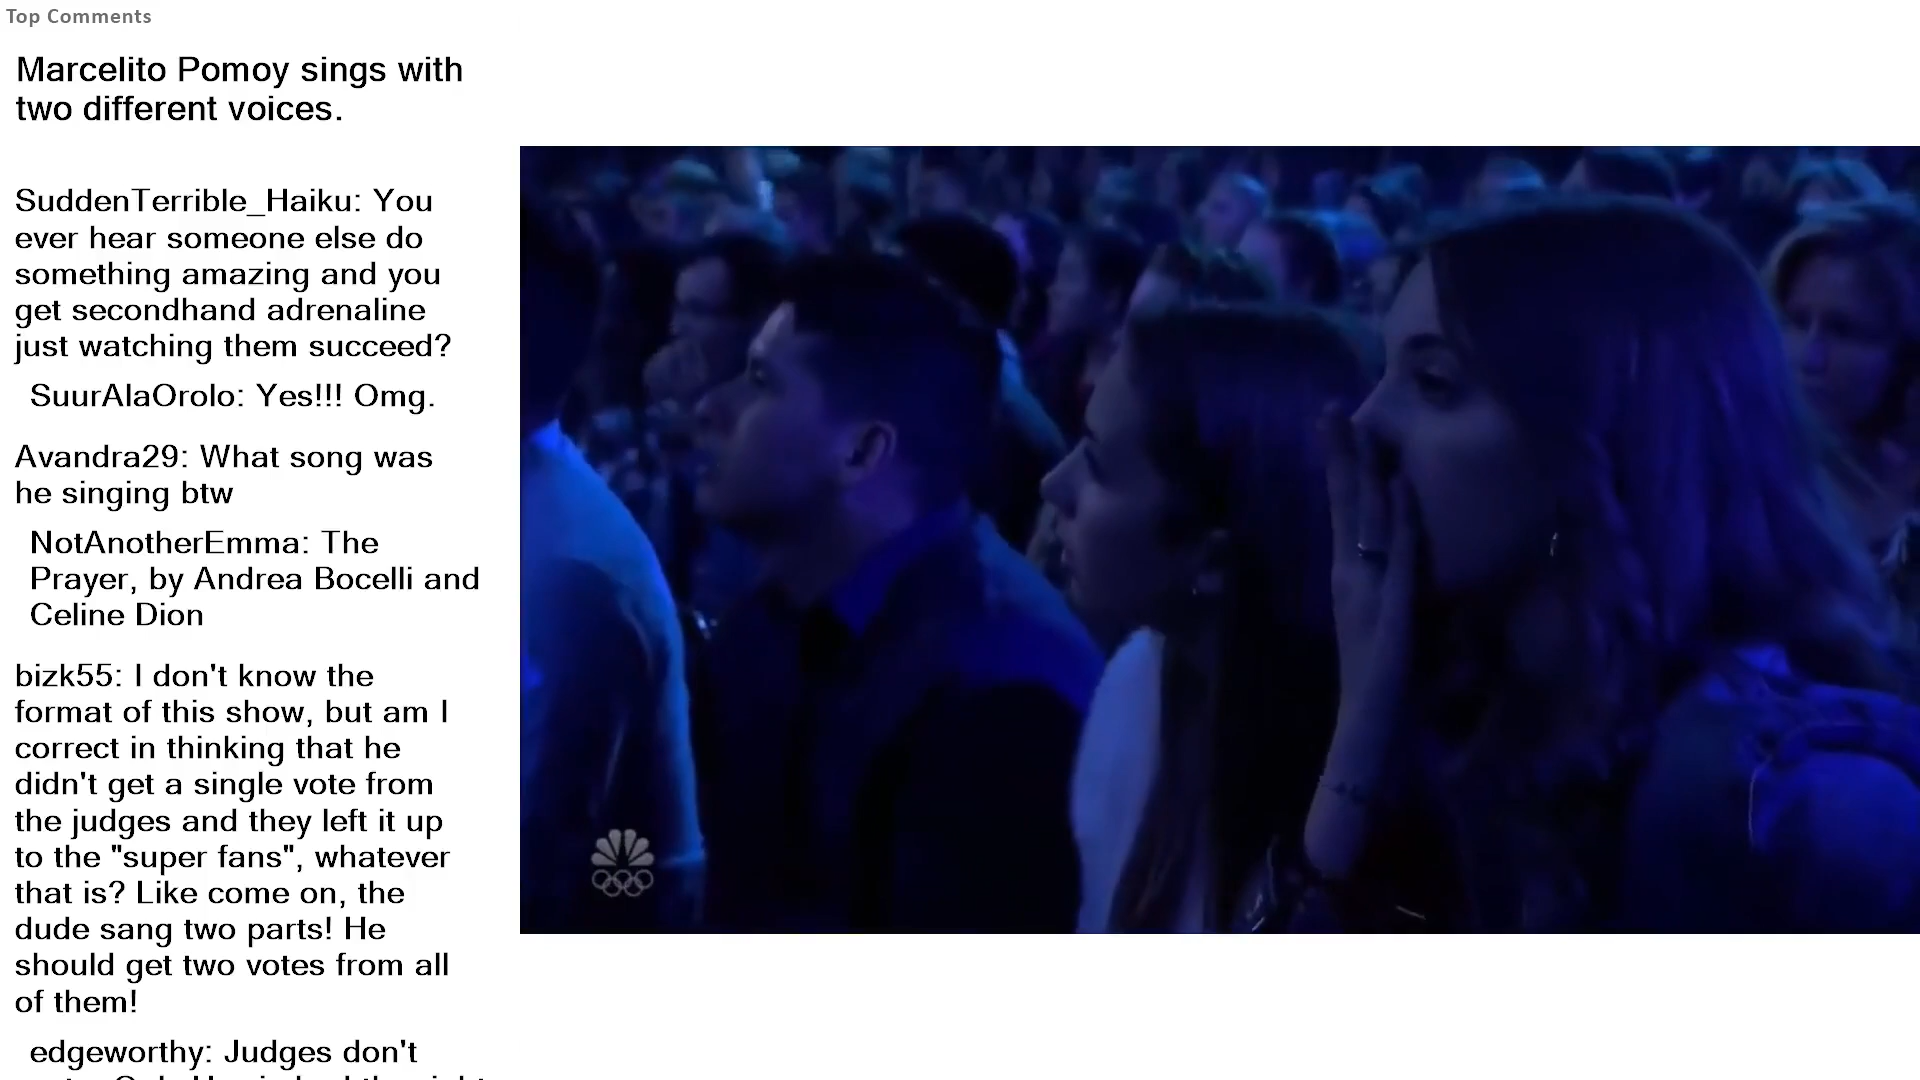 Top Comments
Marcelito Pomoy sings with
two different voices.
SuddenTerrible_Haiku: You
ever hear someone else do
something amazing and you
get secondhand adrenaline
just watching them succeed?
SuurAlaOrolo: Yes!!! Omg.
Avandra29: What song was
he singing btw
NotAnotherEmma: The
Prayer, by Andrea Bocelli and
Celine Dion
bizk55: I don't know the
format of this show, but am I
correct in thinking that he
didn't get a single vote from
the judges and they left it up
to the "super fans", whatever
that is? Like come on, the
dude sang two parts! He
should get two votes from all
of them!
edgeworthy: Judges don't